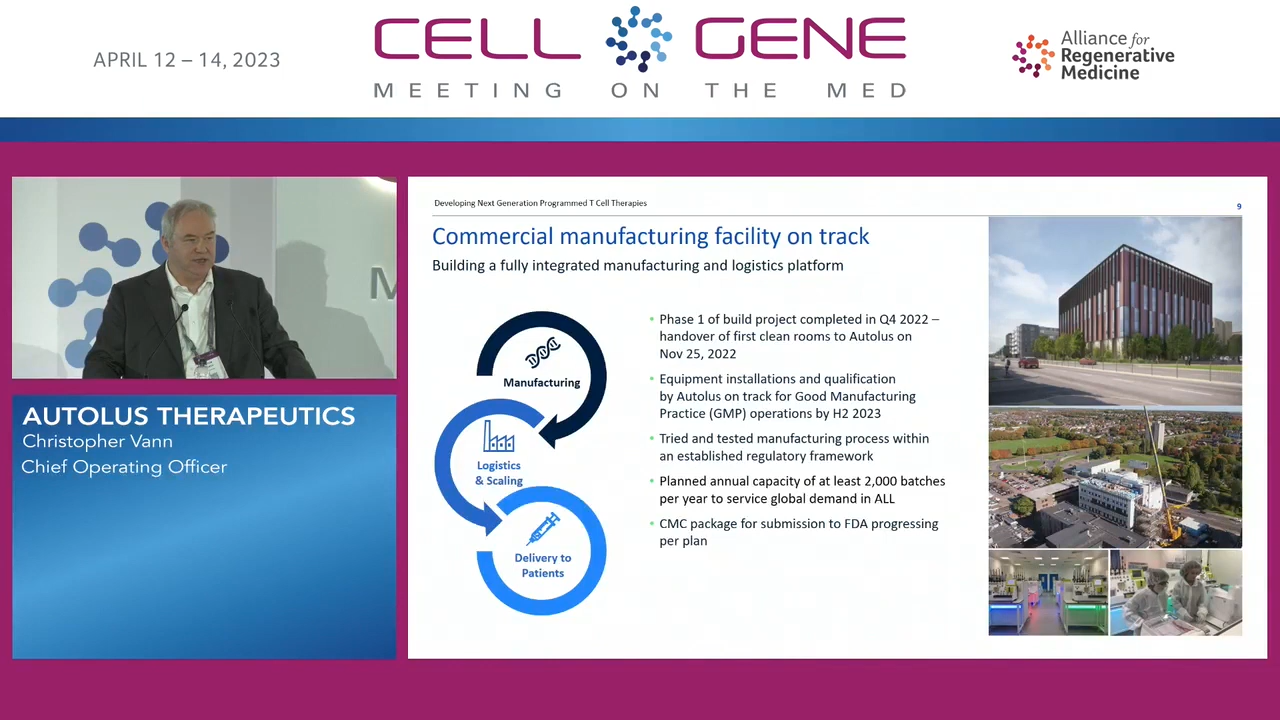 APRIL 12 – 14, 2023
CELL GENE
MEETING ON THE MED
Alliance for
Regenerative
Medicine
AUTOLUS THERAPEUTICS
Christopher Vann
Chief Operating Officer
Developing Next Generation Programmed T Cell Therapies
9
Commercial manufacturing facility on track
Building a fully integrated manufacturing and logistics platform
Manufacturing
Logistics
& Scaling
Delivery to
Patients
• Phase 1 of build project completed in Q4 2022 –
handover of first clean rooms to Autolus on
Nov 25, 2022
• Equipment installations and qualification
by Autolus on track for Good Manufacturing
Practice (GMP) operations by H2 2023
• Tried and tested manufacturing process within
an established regulatory framework
• Planned annual capacity of at least 2,000 batches
per year to service global demand in ALL
• CMC package for submission to FDA progressing
per plan